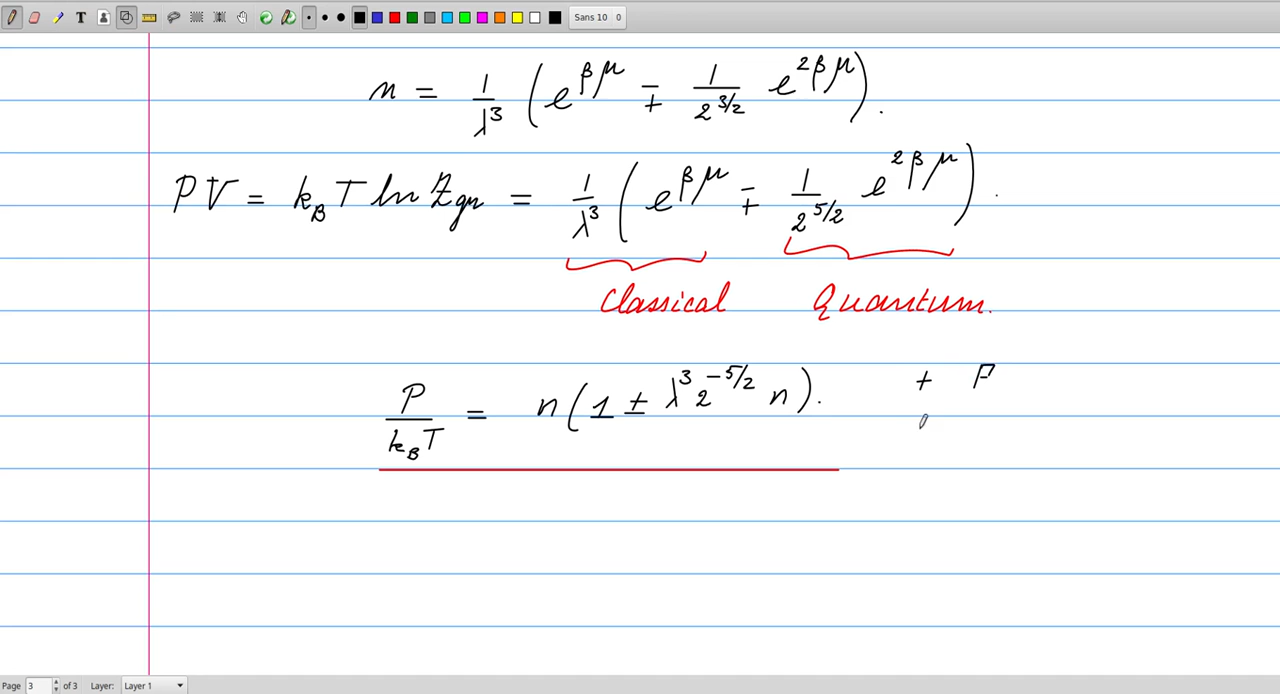 Sans 10 0
n = 1/λ³ (e^{βμ} ∓ 1/2^{3/2} e^{2βμ}).
PV = k_B T ln Z_gr = 1/λ³ (e^{βμ} ∓ 1/2^{5/2} e^{2βμ}).
Classical Quantum.
P/k_B T = n(1 ± λ³ 2^{-5/2} n). + F
Page 3 of 3 Layer: Layer 1